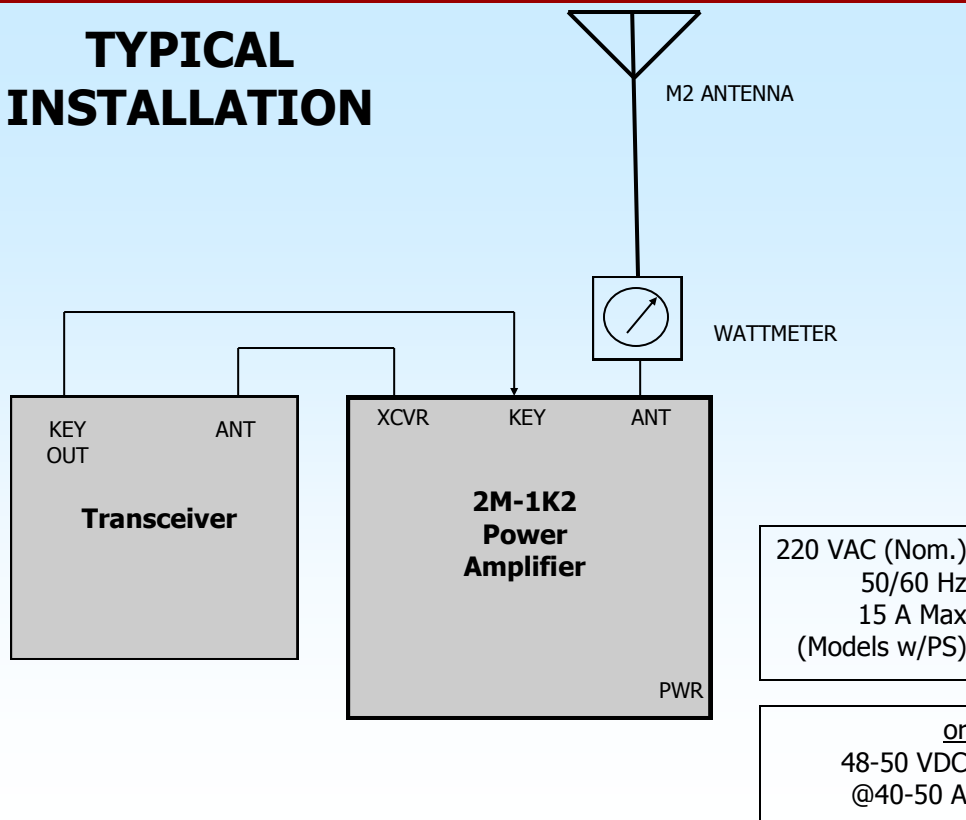 TYPICAL
INSTALLATION
M2 ANTENNA
WATTMETER
KEY
OUT
ANT
Transceiver
XCVR
KEY
ANT
2M-1K2
Power
Amplifier
PWR
220 VAC (Nom.)
50/60 Hz
15 A Max
(Models w/PS)
or
48-50 VDC
@40-50 A